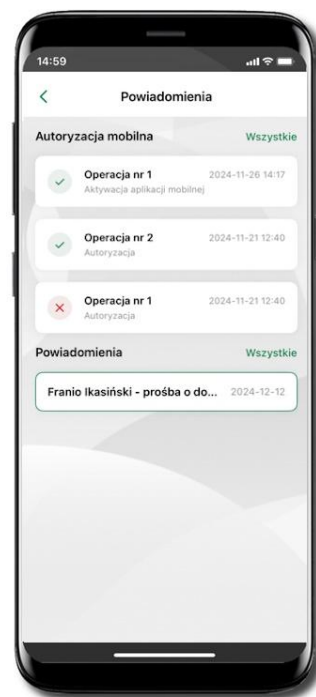 14:59
Powiadomienia
Autoryzacja mobilna Wszystkie
Operacja nr 1 2024-11-26 14:17
Aktywacja aplikacji mobilnej
Operacja nr 2 2024-11-21 12:40
Autoryzacja
Operacja nr 1 2024-11-21 12:40
Autoryzacja
Powiadomienia Wszystkie
Franio Ikasiński - prośba o do... 2024-12-12